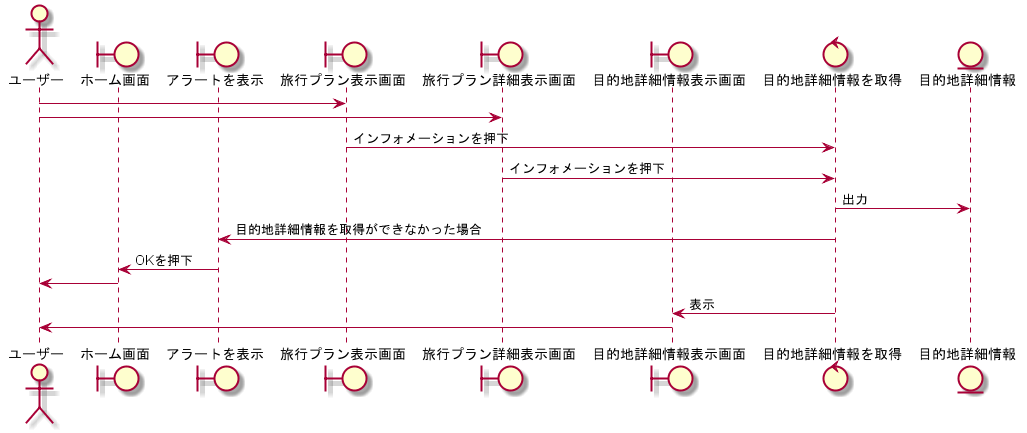 ユーザー
ホーム画面
アラートを表示
旅行プラン表示画面
旅行プラン詳細表示画面
目的地詳細情報表示画面
目的地詳細情報を取得
目的地詳細情報
インフォメーションを押下
インフォメーションを押下
出力
目的地詳細情報を取得ができなかった場合
OKを押下
表示
ユーザー
ホーム画面
アラートを表示
旅行プラン表示画面
旅行プラン詳細表示画面
目的地詳細情報表示画面
目的地詳細情報を取得
目的地詳細情報